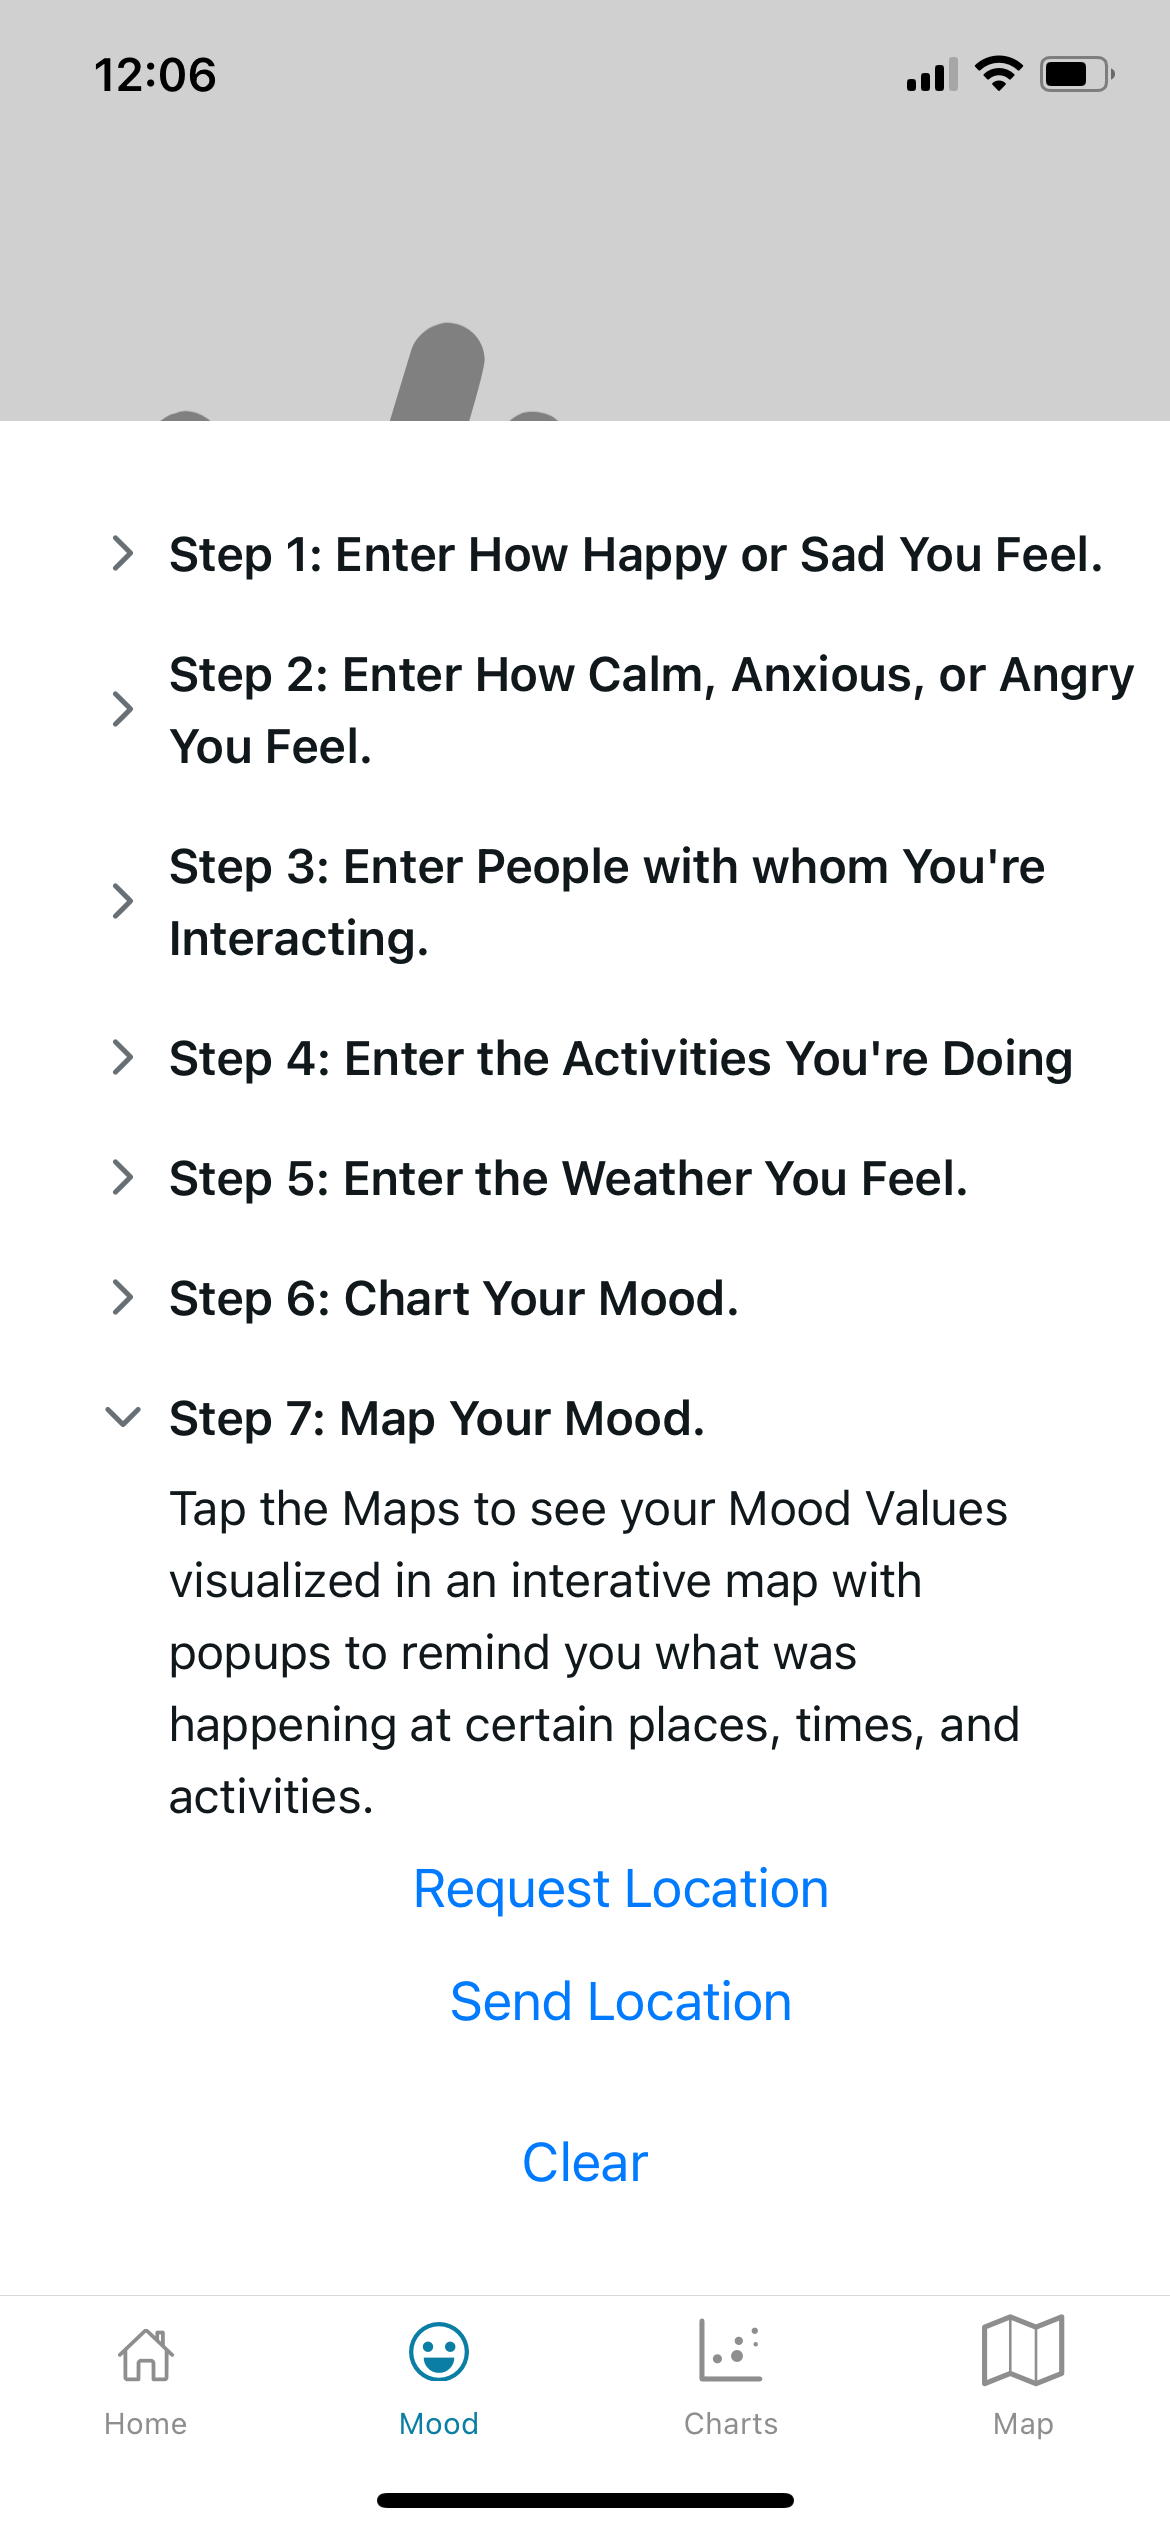 12:06
Step 1: Enter How Happy or Sad You Feel.
Step 2: Enter How Calm, Anxious, or Angry
You Feel.
Step 3: Enter People with whom You're
Interacting.
Step 4: Enter the Activities You're Doing
Step 5: Enter the Weather You Feel.
Step 6: Chart Your Mood.
Step 7: Map Your Mood.
Tap the Maps to see your Mood Values
visualized in an interative map with
popups to remind you what was
happening at certain places, times, and
activities.
Request Location
Send Location
Clear
Home Mood Charts Map